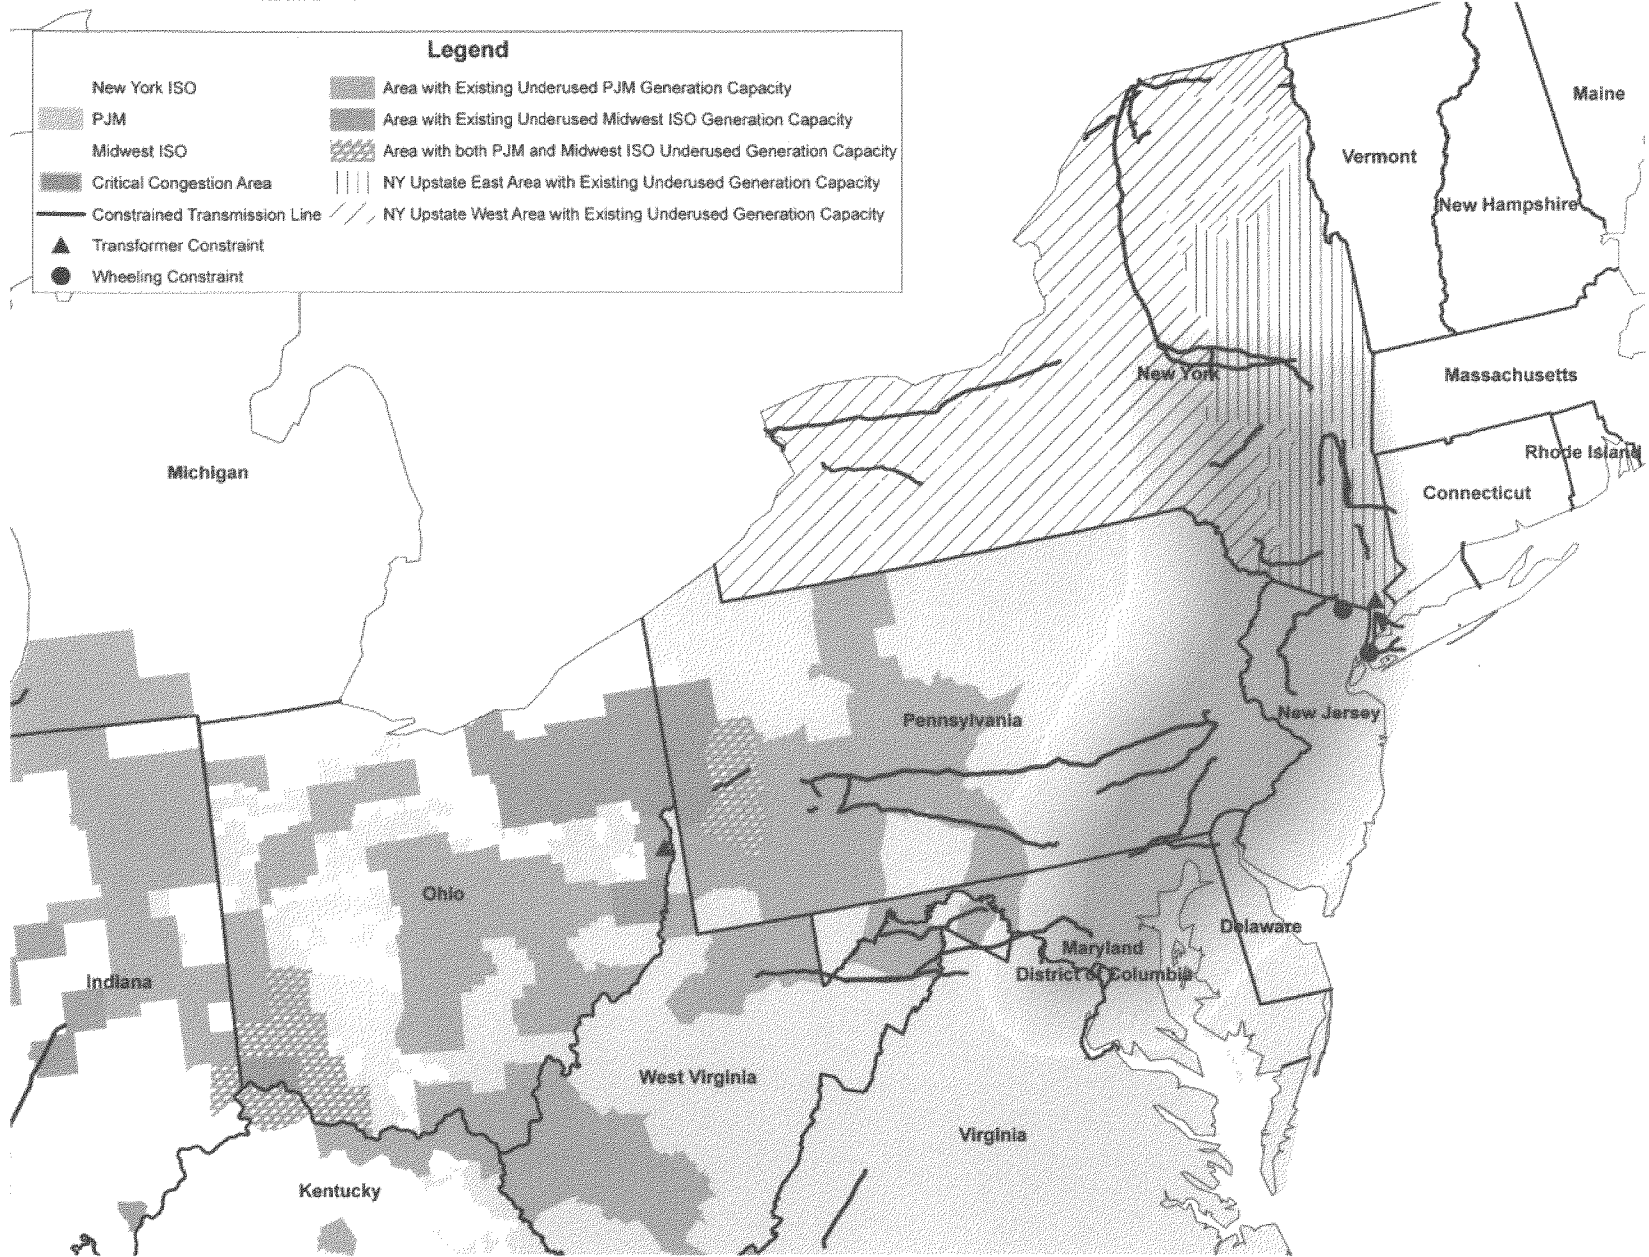 Legend
New York ISO
PJM
Midwest ISO
Critical Congestion Area
Constrained Transmission Line
Transformer Constraint
Wheeling Constraint
Area with Existing Underused PJM Generation Capacity
Area with Existing Underused Midwest ISO Generation Capacity
Area with both PJM and Midwest ISO Underused Generation Capacity
NY Upstate East Area with Existing Underused Generation Capacity
NY Upstate West Area with Existing Underused Generation Capacity
Maine
Vermont
New Hampshire
New York
Massachusetts
Rhode Island
Connecticut
Michigan
Pennsylvania
New Jersey
Ohio
Delaware
Maryland
District of Columbia
Indiana
West Virginia
Virginia
Kentucky